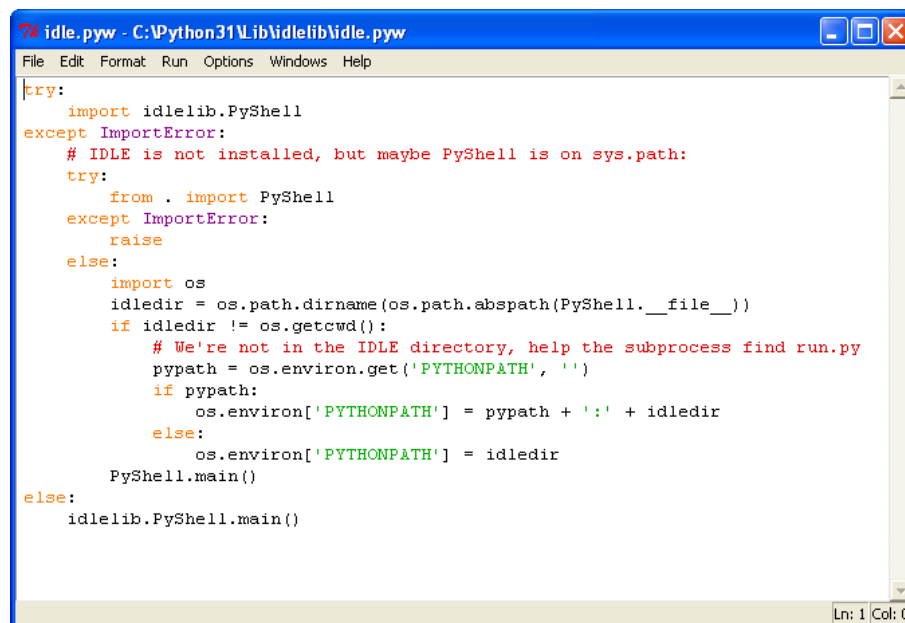 idle.pyw - C:\Python31\Lib\idlelib\idle.pyw
File Edit Format Run Options Windows Help
try:
    import idlelib.PyShell
except ImportError:
    # IDLE is not installed, but maybe PyShell is on sys.path:
    try:
        from . import PyShell
    except ImportError:
        raise
    else:
        import os
        idledir = os.path.dirname(os.path.abspath(PyShell.__file__))
        if idledir != os.getcwd():
            # We're not in the IDLE directory, help the subprocess find run.py
            pypath = os.environ.get('PYTHONPATH', '')
            if pypath:
                os.environ['PYTHONPATH'] = pypath + ':' + idledir
            else:
                os.environ['PYTHONPATH'] = idledir
        PyShell.main()
else:
    idlelib.PyShell.main()
Ln: 1 Col: 0